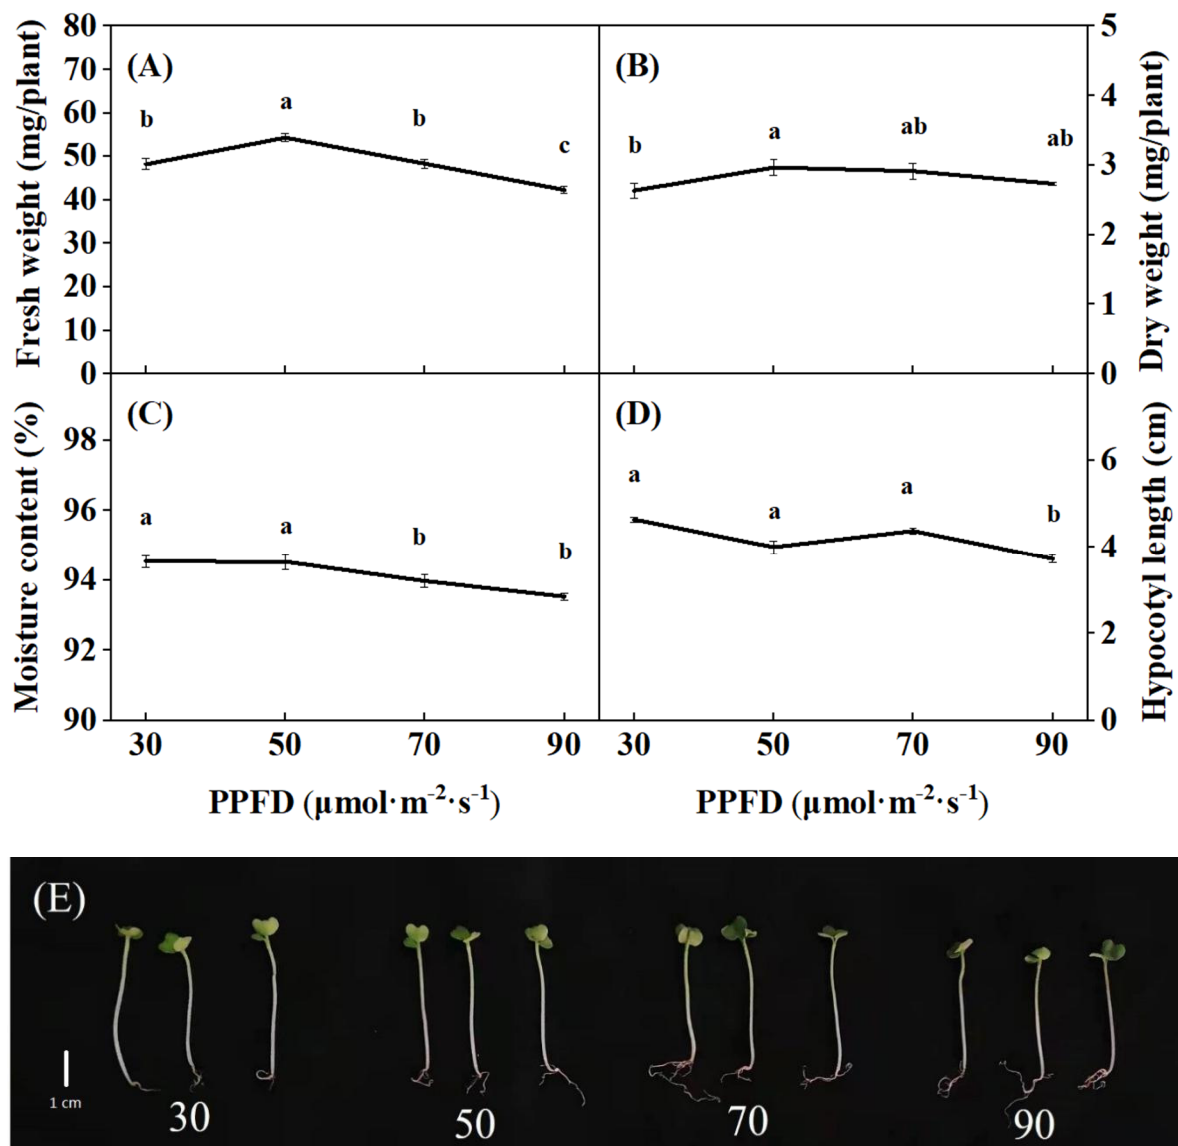 80
70
60
50
40
30
20
10
0
Fresh weight (mg/plant)
(A)
b
a
b
c
(B)
b
a
ab
ab
5
4
3
2
1
0
Dry weight (mg/plant)
98
96
94
92
90
Moisture content (%)
(C)
a
a
b
b
(D)
a
a
a
b
6
4
2
0
Hypocotyl length (cm)
30 50 70 90
30 50 70 90
PPFD (μmol·m⁻²·s⁻¹)
PPFD (μmol·m⁻²·s⁻¹)
(E)
1 cm
30 50 70 90